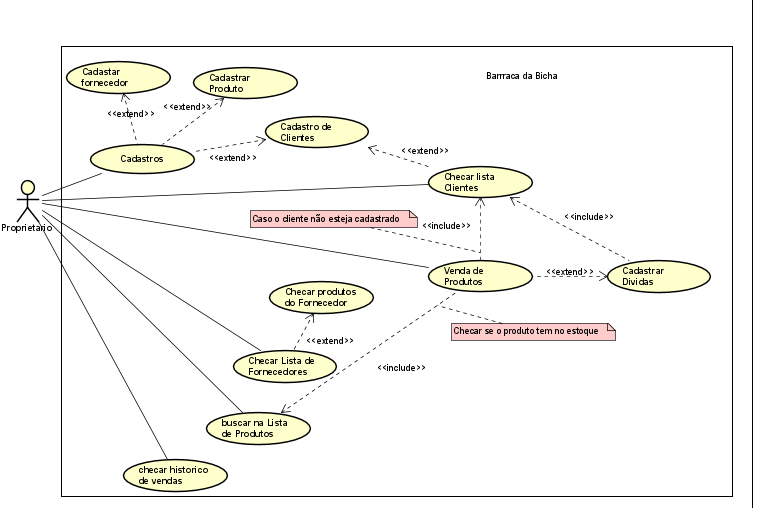 Barrraca da Bicha
Cadastar
fornecedor
Cadastrar
Produto
<<extend>>
<<extend>>
Cadastro de
Clientes
Cadastros
<<extend>>
<<extend>>
Checar lista
Clientes
Proprietario
Caso o cliente não esteja cadastrado
<<include>>
<<include>>
Venda de
Produtos
<<extend>>
Cadastrar
Dividas
Checar produtos
do Fornecedor
Checar se o produto tem no estoque
<<extend>>
Checar Lista de
Fornecedores
<<include>>
buscar na Lista
de Produtos
checar historico
de vendas